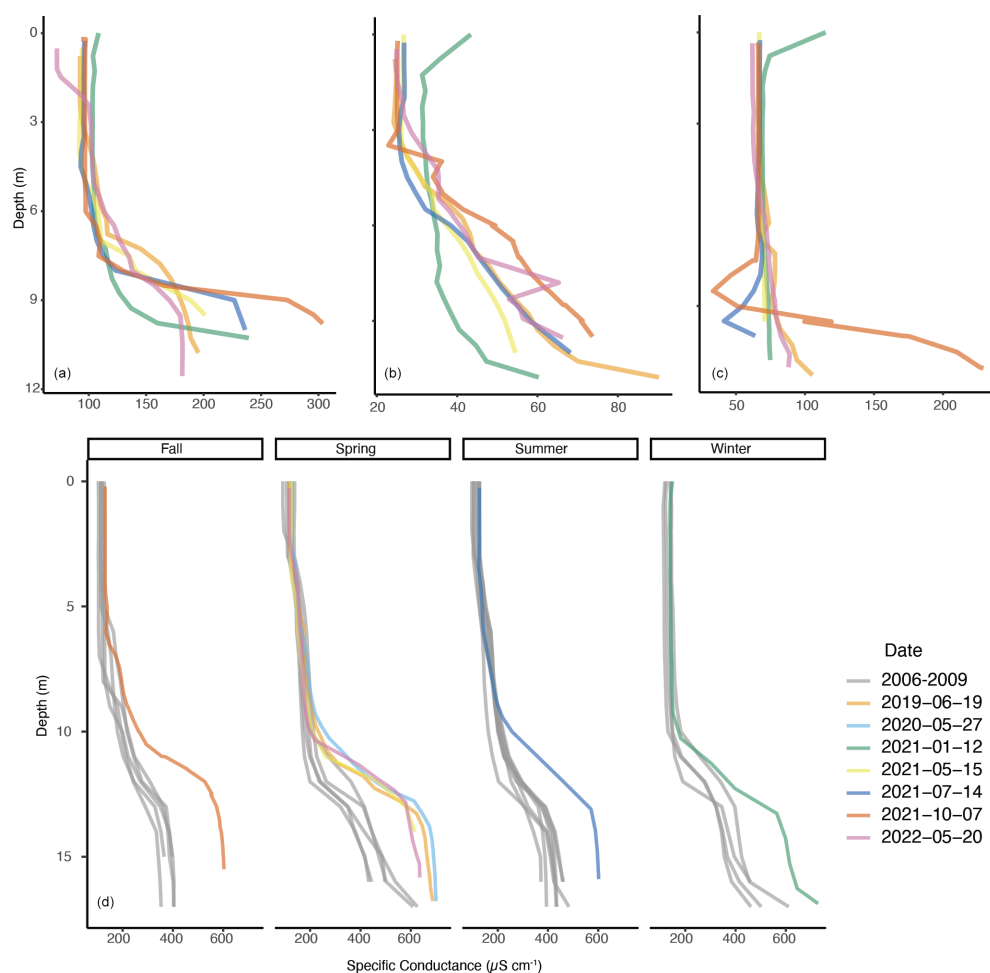 0
3
6
9
12
Depth (m)
(a)
(b)
(c)
100 150 200 250 300
20 40 60 80
50 100 150 200
Fall Spring Summer Winter
0
5
10
15
Depth (m)
(d)
200 400 600
200 400 600
200 400 600
200 400 600
Specific Conductance (µS cm⁻¹)
Date
2006-2009
2019−06−19
2020−05−27
2021−01−12
2021−05−15
2021−07−14
2021−10−07
2022−05−20